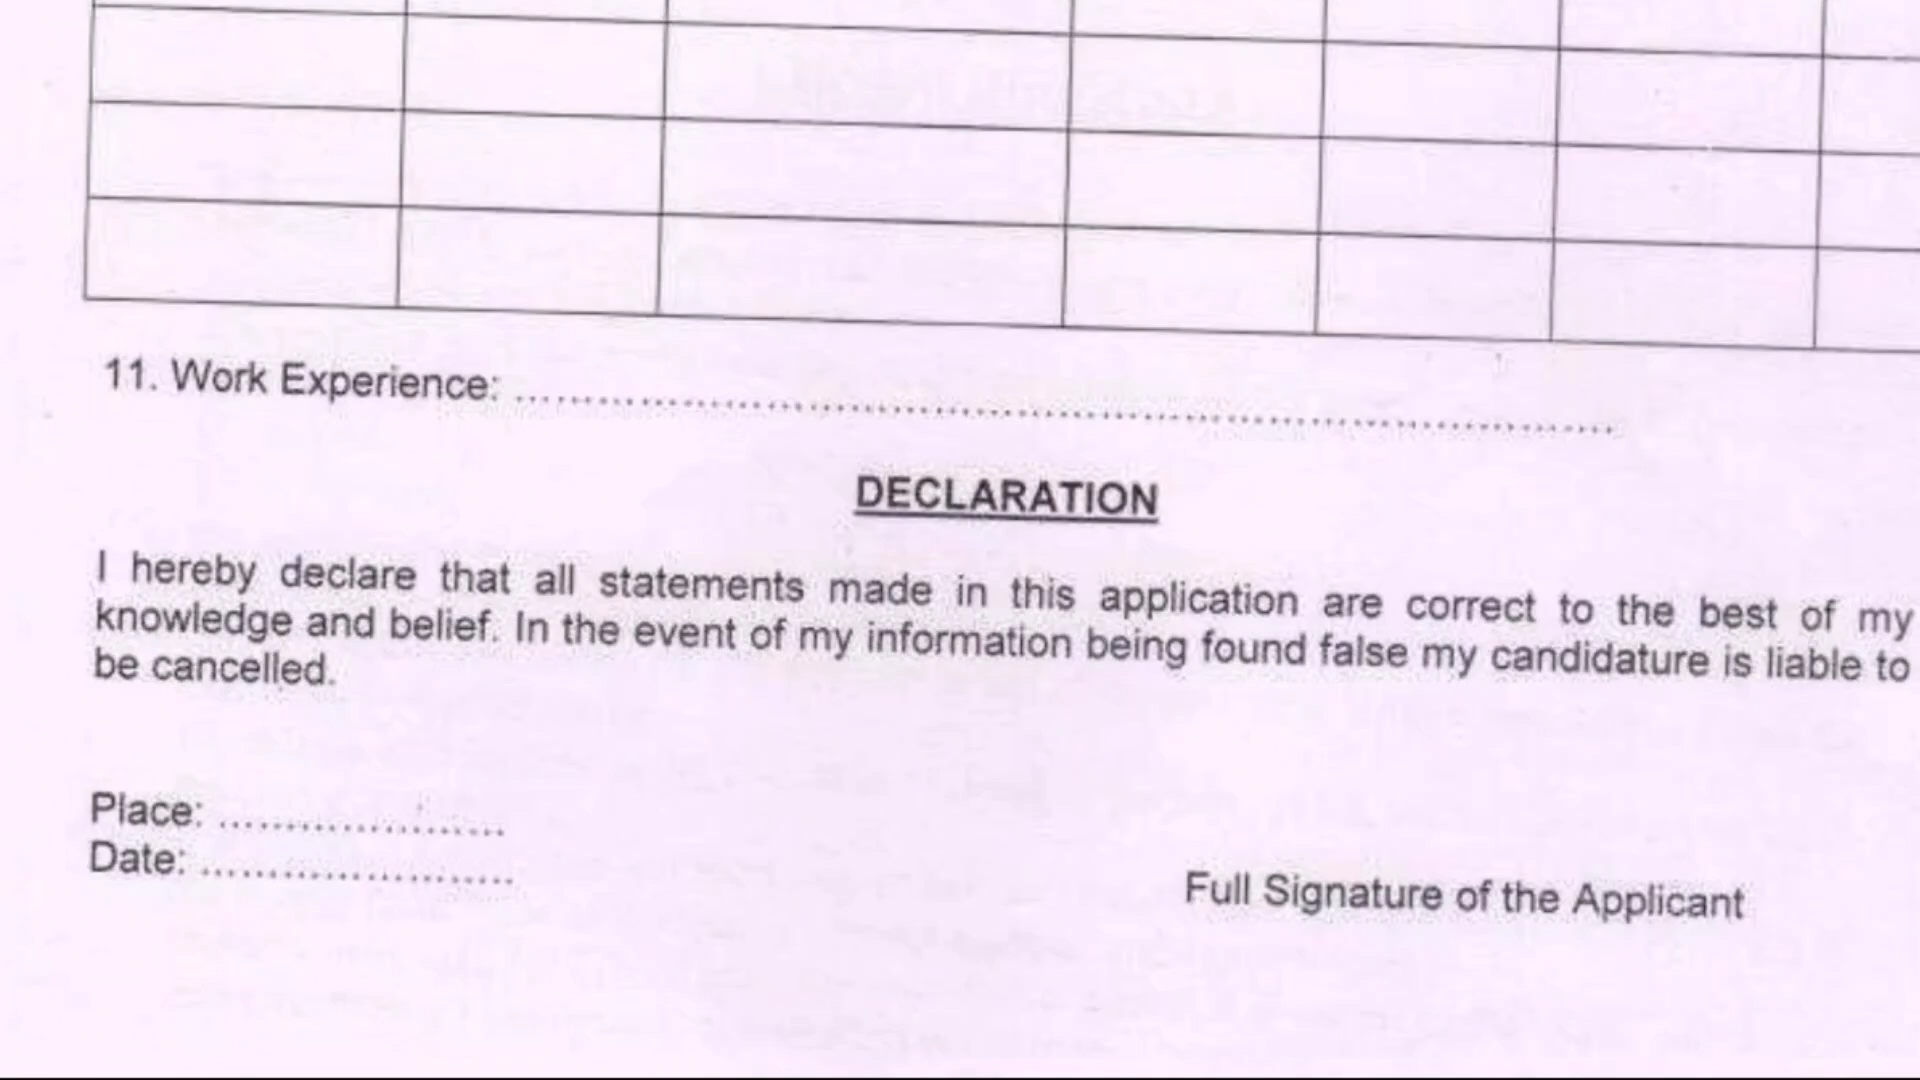 11. Work Experience: ................................................................................
DECLARATION
I hereby declare that all statements made in this application are correct to the best of my
knowledge and belief. In the event of my information being found false my candidature is liable to
be cancelled.
Place: ......................
Date: ........................
Full Signature of the Applicant